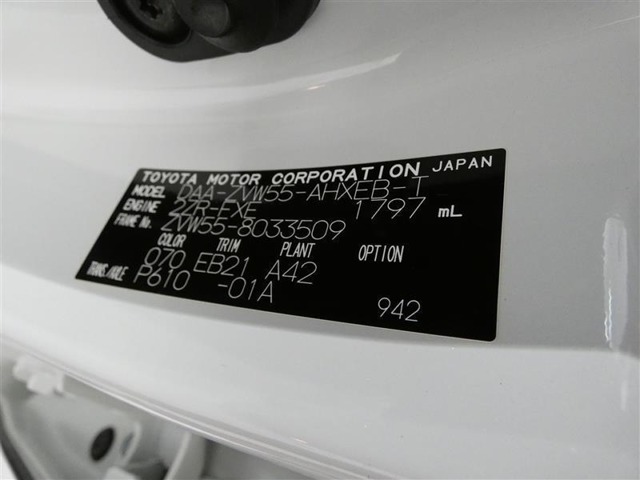 TOYOTA MOTOR CORPORATION JAPAN
MODEL DAA-ZVW55-AHXEB-T
ENGINE 2ZR-FXE 1797 mL
FRAME No. ZVW55-8033509
COLOR TRIM PLANT OPTION
070 EB21 A42
TRANS./AXLE P610 -01A 942